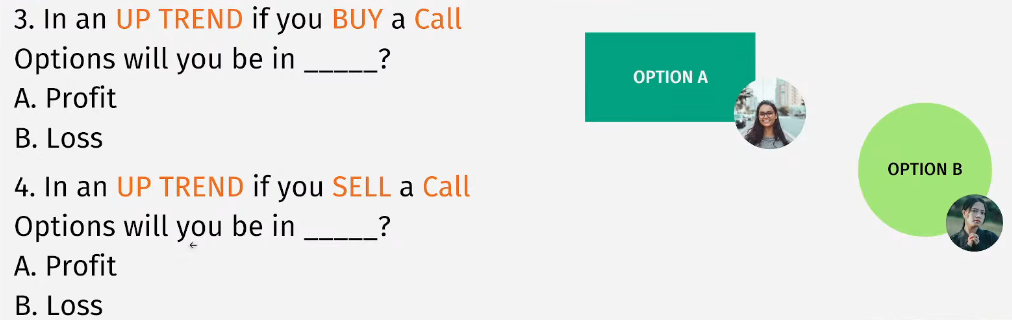 3. In an UP TREND if you BUY a Call
Options will you be in _____?
A. Profit
B. Loss
4. In an UP TREND if you SELL a Call
Options will you be in _____?
A. Profit
B. Loss
OPTION A
OPTION B